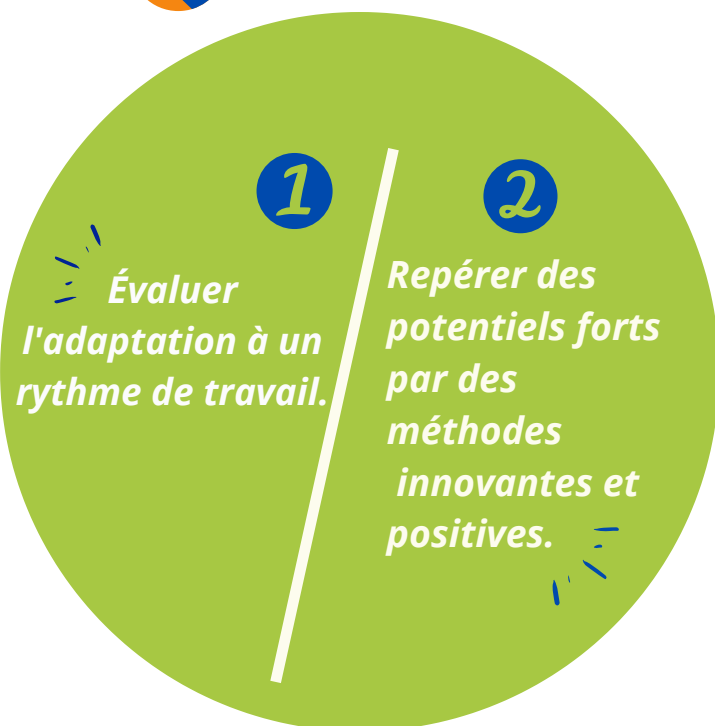 1
Évaluer
l'adaptation à un
rythme de travail.
2
Repérer des
potentiels forts
par des
méthodes
innovantes et
positives.